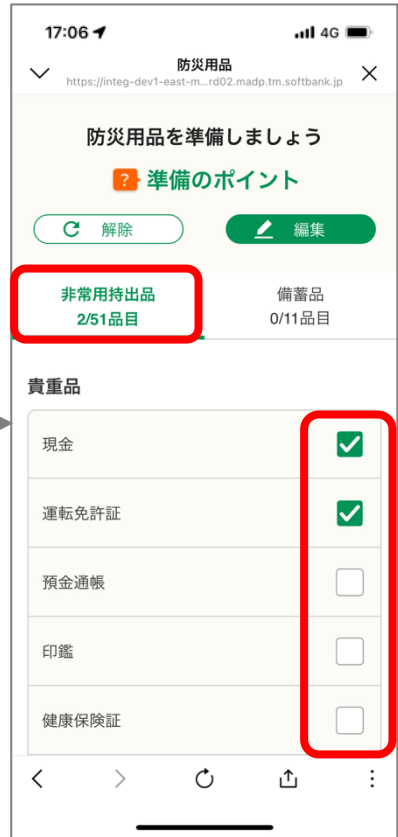 17:06
4G
防災用品
https://integ-dev1-east-m...rd02.madp.tm.softbank.jp
防災用品を準備しましょう
? 準備のポイント
解除
編集
非常用持出品
2/51品目
備蓄品
0/11品目
貴重品
現金
運転免許証
預金通帳
印鑑
健康保険証